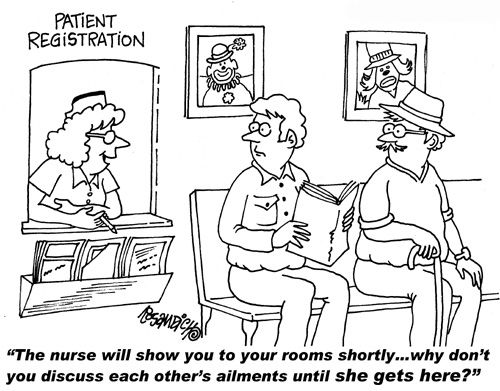 PATIENT
REGISTRATION
"The nurse will show you to your rooms shortly...why don't
you discuss each other's ailments until she gets here?"